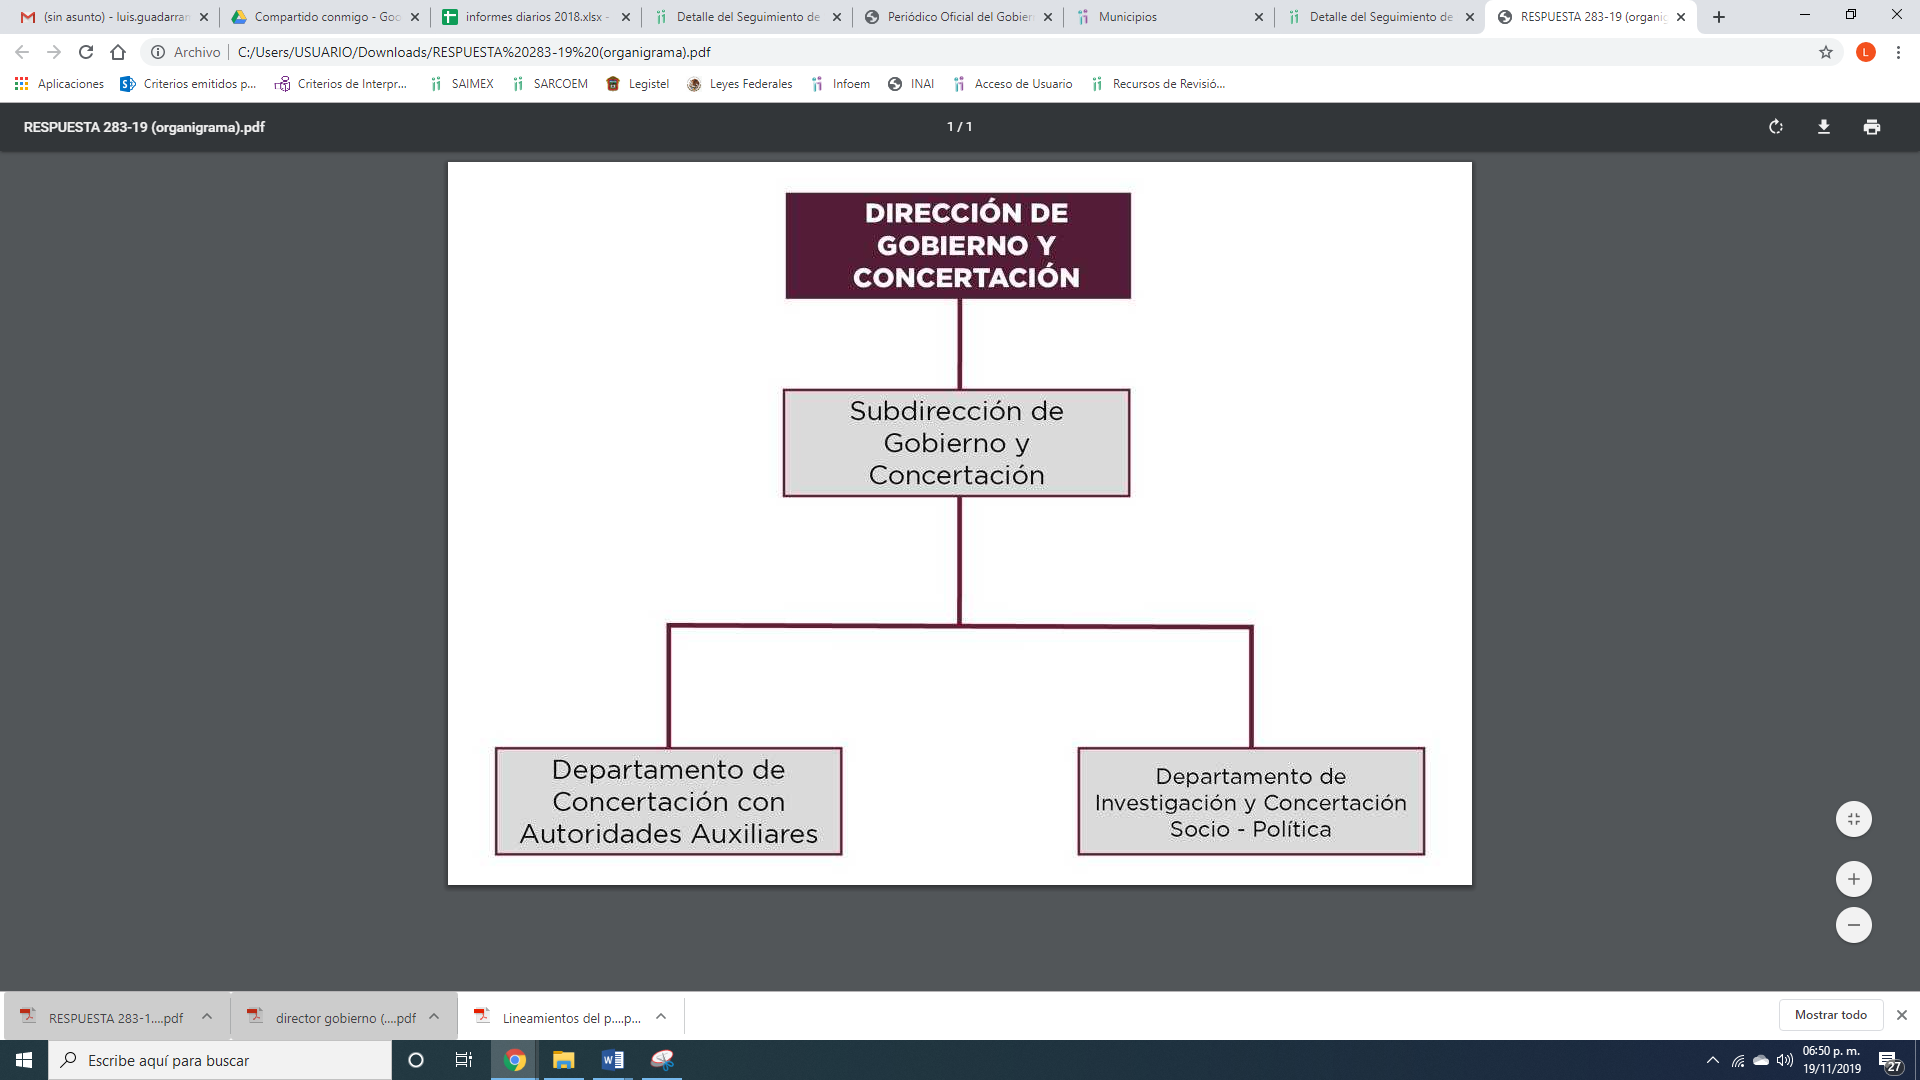 (sin asunto) - luis.guadarran
Compartido conmigo - Goo
informes diarios 2018.xlsx -
Detalle del Seguimiento de
Periódico Oficial del Gobier
Municipios
Detalle del Seguimiento de
RESPUESTA 283-19 (organig
Archivo
C:/Users/USUARIO/Downloads/RESPUESTA%20283-19%20(organigrama).pdf
L
Aplicaciones
Criterios emitidos p...
Criterios de Interpr...
SAIMEX
SARCOEM
Legistel
Leyes Federales
Infoem
INAI
Acceso de Usuario
Recursos de Revisió...
RESPUESTA 283-19 (organigrama).pdf
1 / 1
DIRECCIÓN DE
GOBIERNO Y
CONCERTACIÓN
Subdirección de
Gobierno y
Concertación
Departamento de
Concertación con
Autoridades Auxiliares
Departamento de
Investigación y Concertación
Socio - Política
RESPUESTA 283-1....pdf
director gobierno (....pdf
Lineamientos del p....p...
Mostrar todo
Escribe aquí para buscar
06:50 p. m.
19/11/2019
27